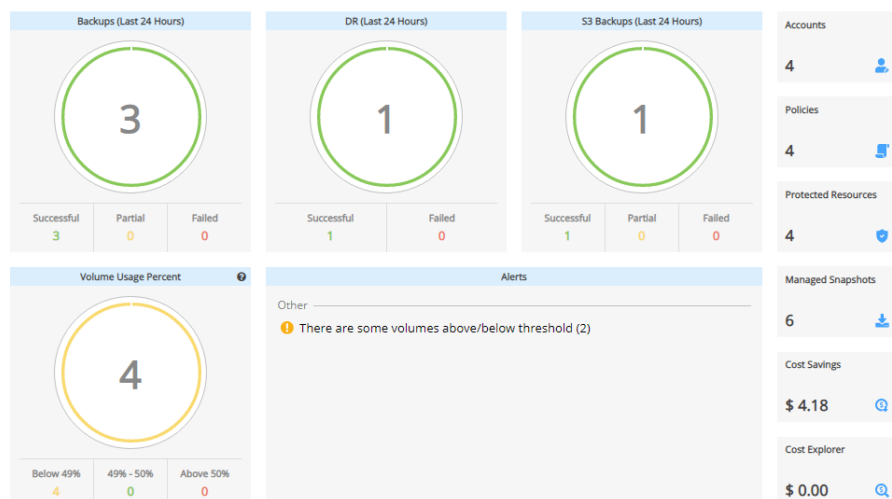 Backups (Last 24 Hours)
3
Successful Partial Failed
3 0 0
DR (Last 24 Hours)
1
Successful Failed
1 0
S3 Backups (Last 24 Hours)
1
Successful Partial Failed
1 0 0
Volume Usage Percent ?
4
Below 49% 49% - 50% Above 50%
4 0 0
Alerts
Other
There are some volumes above/below threshold (2)
Accounts
4
Policies
4
Protected Resources
4
Managed Snapshots
6
Cost Savings
$ 4.18
Cost Explorer
$ 0.00